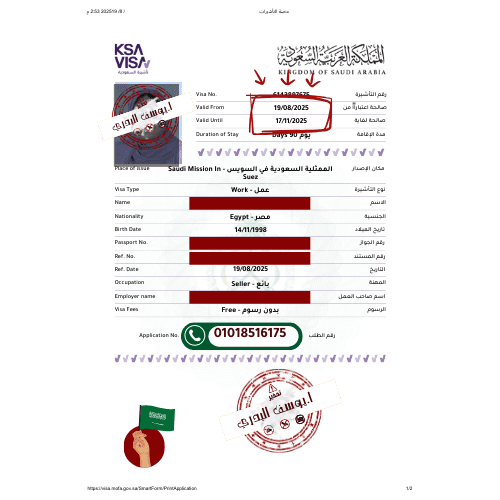 م 2:53 2025‏/8‏/19
منصة التأشيرات
KSA
VISA
تأشيرة السعودية
المملكة العربية السعودية
KINGDOM OF SAUDI ARABIA
Visa No. 6143897675 رقم التأشيرة
Valid From 19/08/2025 صالحة اعتباراً من
Valid Until 17/11/2025 صالحة لغاية
Duration of Stay Days 90 يوم مدة الإقامة
أ.يوسف البدري
Place of Issue Saudi Mission In - الممثلية السعودية في السويس مكان الإصدار
Suez
Visa Type Work - عمل نوع التأشيرة
Name الاسم
Nationality Egypt - مصر الجنسية
Birth Date 14/11/1998 تاريخ الميلاد
Passport No. رقم الجواز
Ref. No. رقم المستند
Ref. Date 19/08/2025 التاريخ
Occupation Seller - بائع المهنة
Employer name اسم صاحب العمل
Visa Fees Free - بدون رسوم الرسوم
Application No. 01018516175 رقم الطلب
تحذير
أ.يوسف البدري
https://visa.mofa.gov.sa/SmartForm/PrintApplication
1/2